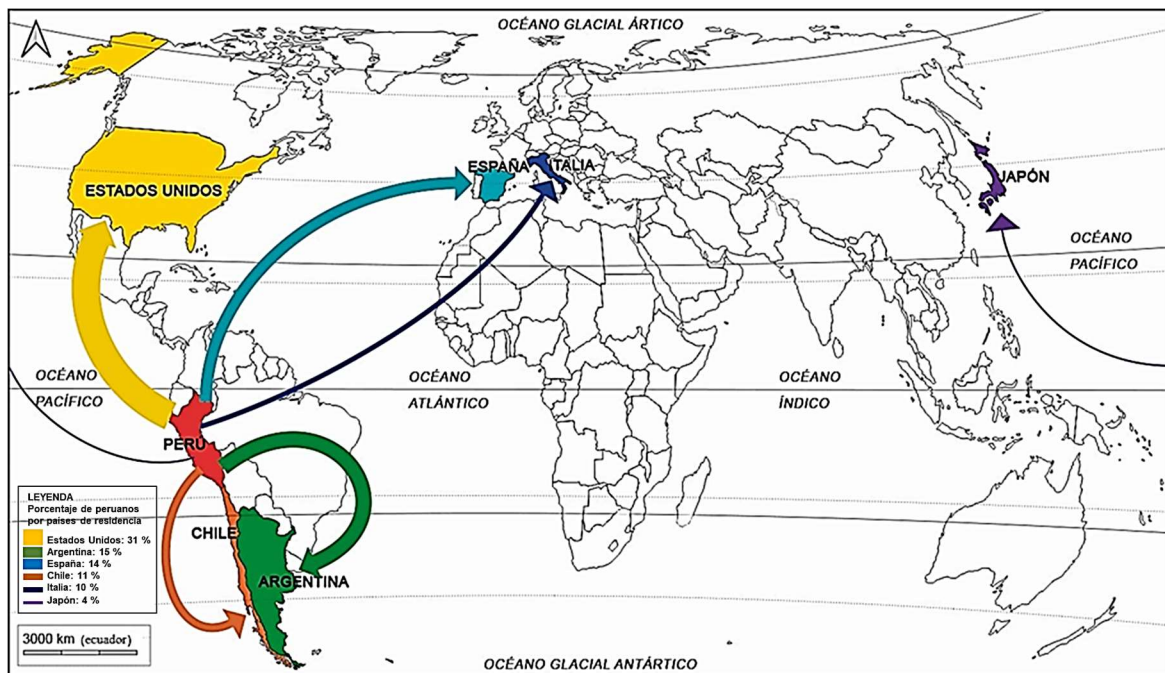 OCÉANO GLACIAL ÁRTICO
ESTADOS UNIDOS
ESPAÑA
ITALIA
JAPÓN
OCÉANO
PACÍFICO
OCÉANO
PACÍFICO
OCÉANO
ATLÁNTICO
OCÉANO
ÍNDICO
PERÚ
CHILE
ARGENTINA
LEYENDA
Porcentaje de peruanos
por países de residencia
Estados Unidos: 31 %
Argentina: 15 %
España: 14 %
Chile: 11 %
Italia: 10 %
Japón: 4 %
3000 km (ecuador)
OCÉANO GLACIAL ANTÁRTICO